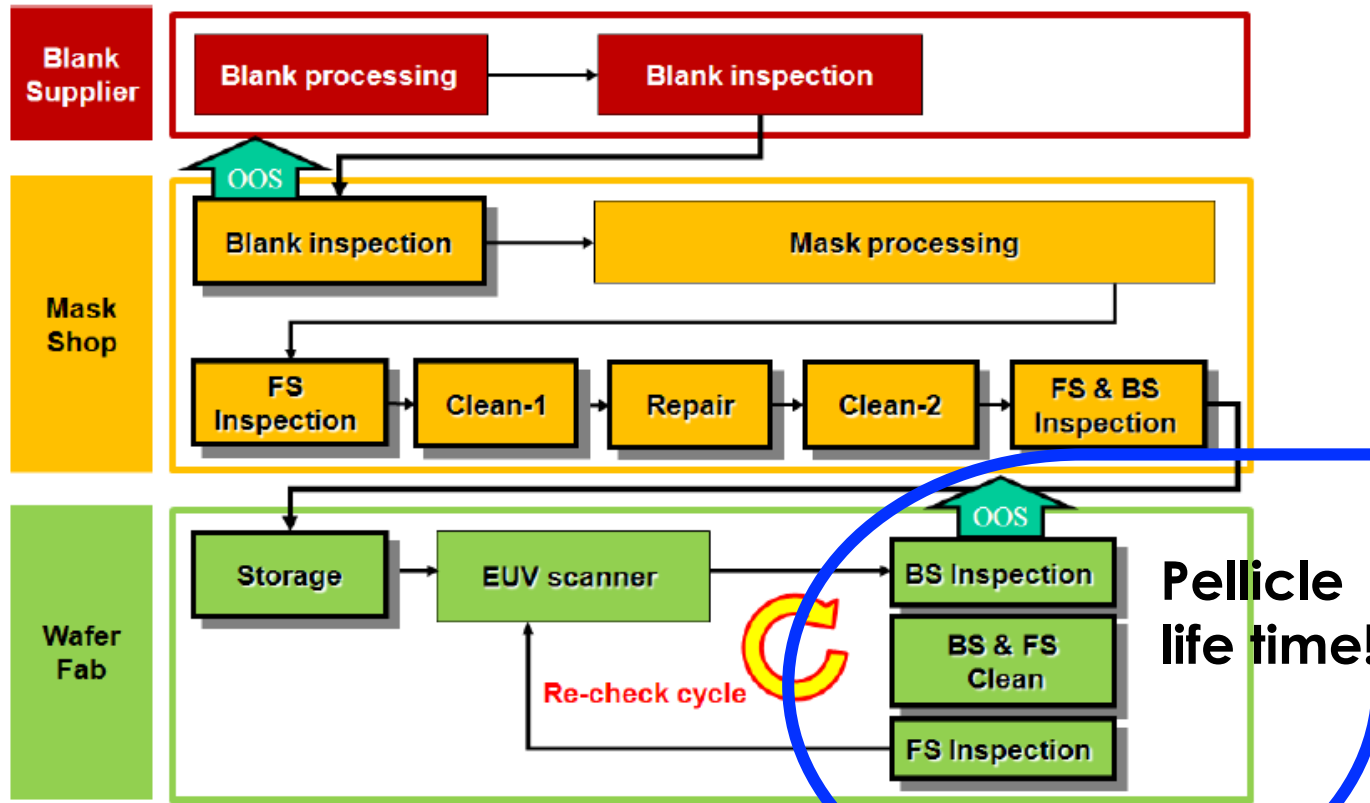 Blank
Supplier
Blank processing
Blank inspection
OOS
Mask
Shop
Blank inspection
Mask processing
FS
Inspection
Clean-1
Repair
Clean-2
FS & BS
Inspection
OOS
Wafer
Fab
Storage
EUV scanner
BS Inspection
BS & FS
Clean
FS Inspection
Re-check cycle
Pellicle
life time!